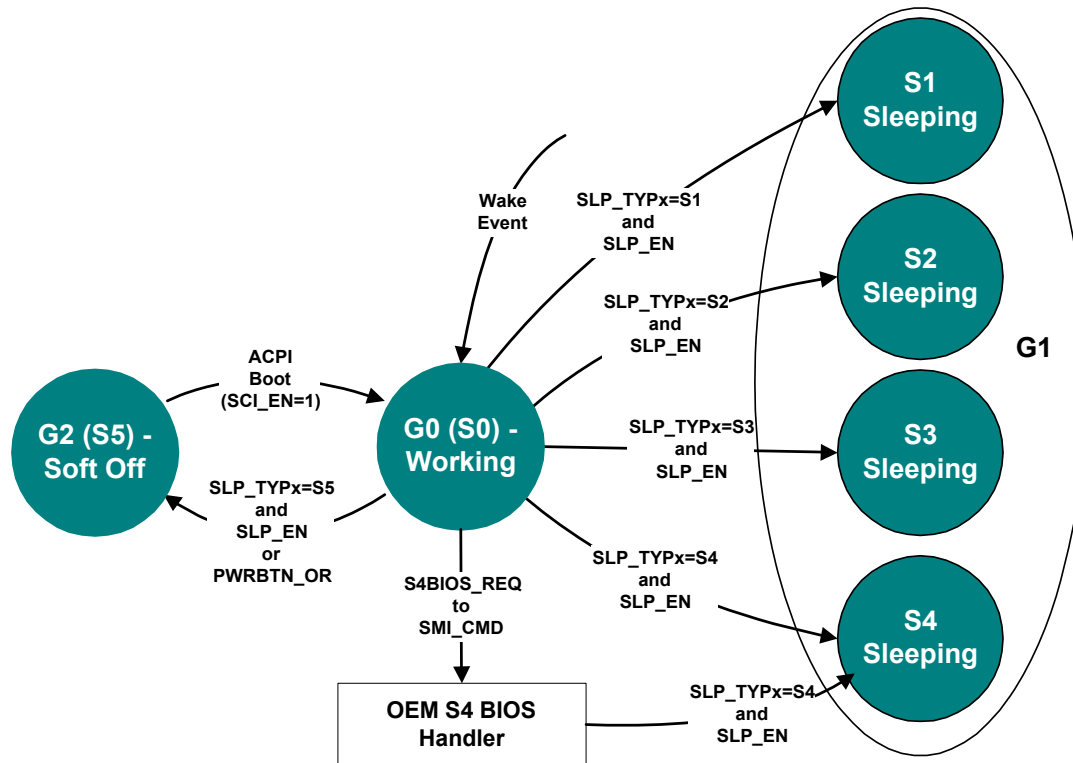 S1
Sleeping
Wake
Event
SLP_TYPx=S1
and
SLP_EN
S2
Sleeping
SLP_TYPx=S2
and
SLP_EN
G1
ACPI
Boot
(SCI_EN=1)
G2 (S5) -
Soft Off
G0 (S0) -
Working
SLP_TYPx=S3
and
SLP_EN
S3
Sleeping
SLP_TYPx=S5
and
SLP_EN
or
PWRBTN_OR
SLP_TYPx=S4
and
SLP_EN
S4BIOS_REQ
to
SMI_CMD
S4
Sleeping
OEM S4 BIOS
Handler
SLP_TYPx=S4
and
SLP_EN